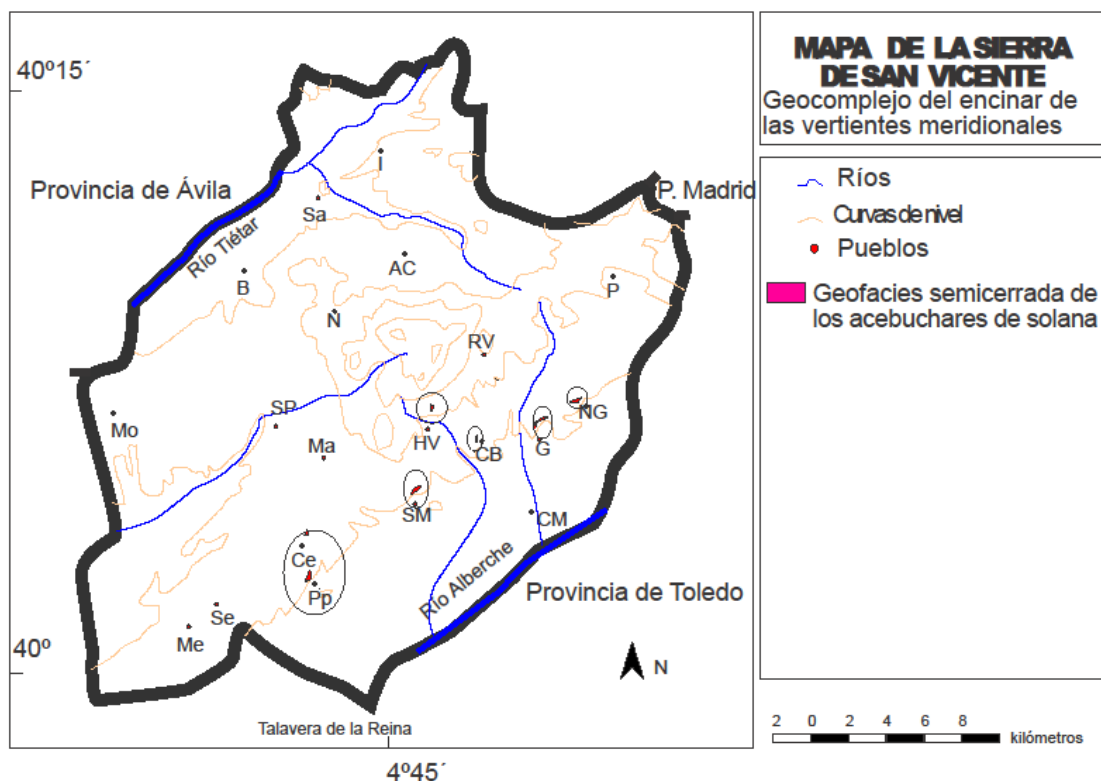 40º15´
Provincia de Ávila
P. Madrid
Río Tiétar
I
Sa
AC
B
P
N
RV
NG
SP
Mo
HV
G
Ma
CB
SM
CM
Ce
Río Alberche
Provincia de Toledo
Pp
Se
Me
40º
N
Talavera de la Reina
4º45´
MAPA DE LA SIERRA
DE SAN VICENTE
Geocomplejo del encinar de
las vertientes meridionales
Ríos
Curvas de nivel
Pueblos
Geofacies semicerrada de
los acebuchares de solana
2 0 2 4 6 8
kilómetros